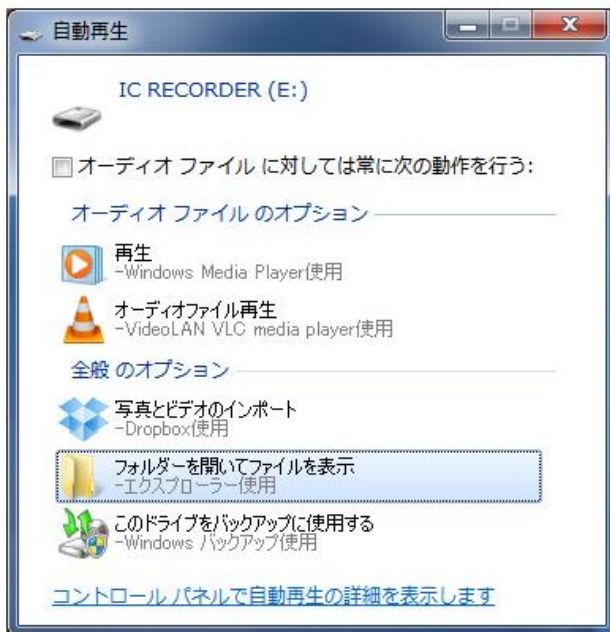 自動再生
IC RECORDER (E:)
オーディオ ファイル に対しては常に次の動作を行う:
オーディオ ファイル のオプション
再生
-Windows Media Player使用
オーディオファイル再生
-VideoLAN VLC media player使用
全般 のオプション
写真とビデオのインポート
-Dropbox使用
フォルダーを開いてファイルを表示
-エクスプローラー使用
このドライブをバックアップに使用する
-Windows バックアップ使用
コントロール パネルで自動再生の詳細を表示します